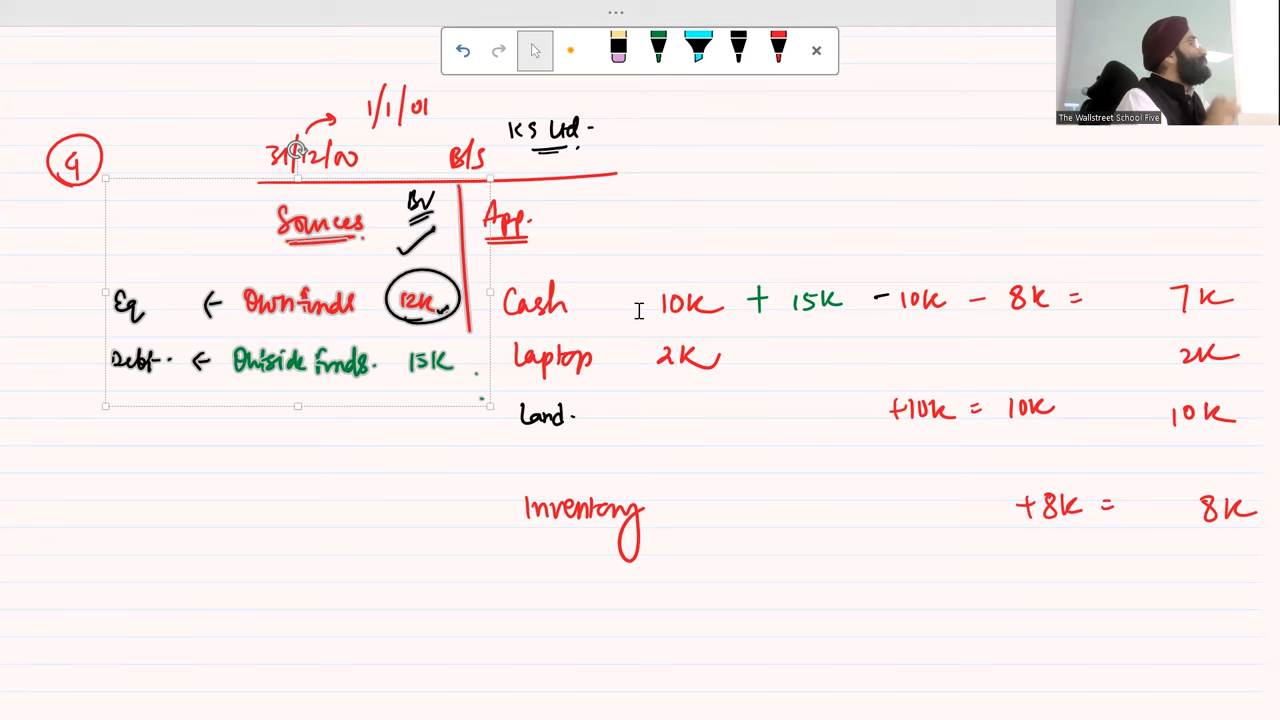 The Wallstreet School Five
1/1/01
31/12/00 B/S KS Ltd.
9
Sources BV App.
Eq ← Own funds 12K Cash 10K + 15K - 10K - 8K = 7K
Debt ← Outside funds. 15K Laptop 2K 2K
Land. +10K = 10K 10K
Inventory +8K = 8K